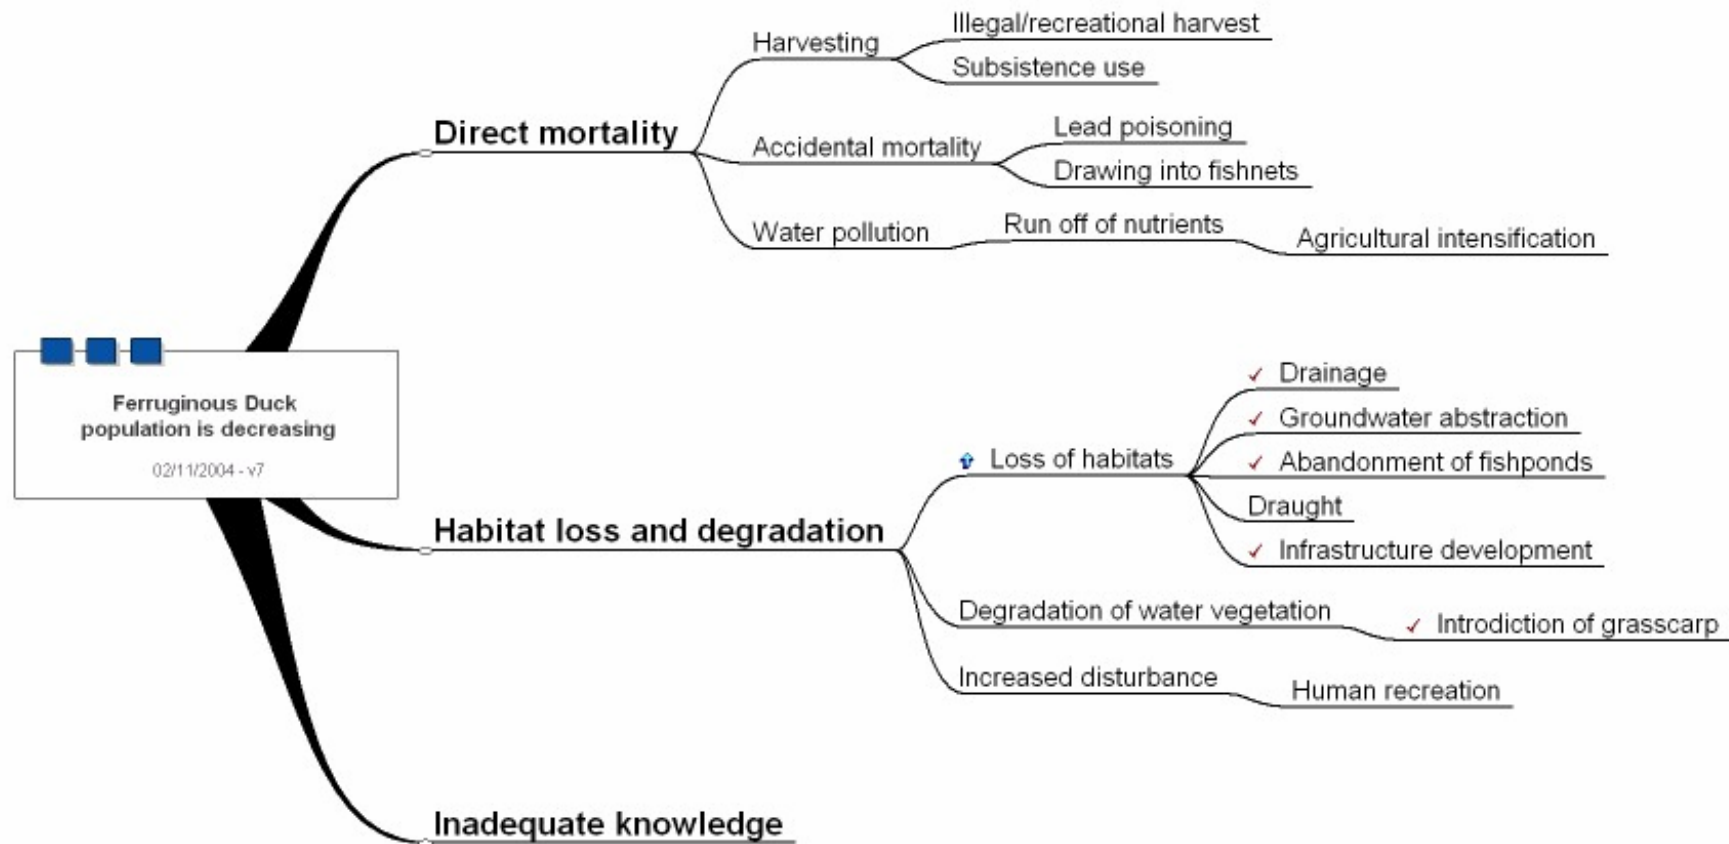 Illegal/recreational harvest
Harvesting
Subsistence use
Direct mortality
Lead poisoning
Accidental mortality
Drawing into fishnets
Water pollution
Run off of nutrients
Agricultural intensification
Ferruginous Duck
population is decreasing
02/11/2004 - v7
Drainage
Groundwater abstraction
Loss of habitats
Abandonment of fishponds
Draught
Habitat loss and degradation
Infrastructure development
Degradation of water vegetation
Introdiction of grasscarp
Increased disturbance
Human recreation
Inadequate knowledge